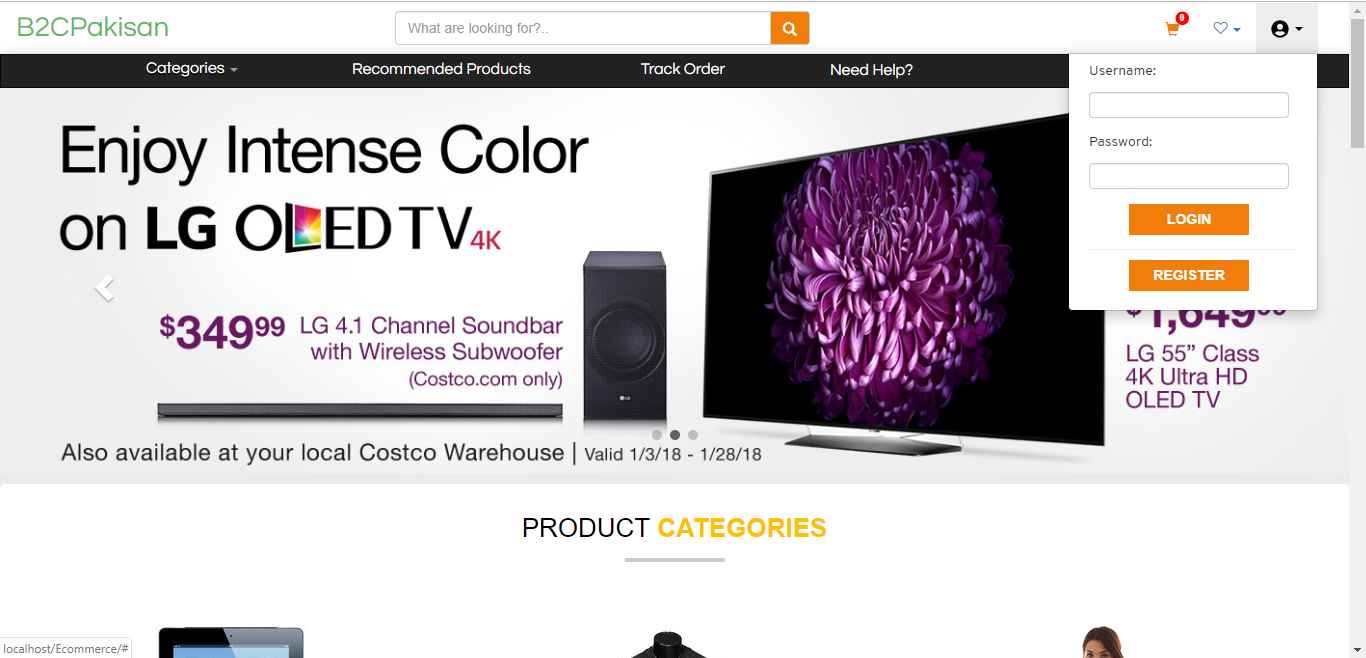 B2CPakisan
What are looking for?..
0
Categories
Recommended Products
Track Order
Need Help?
Username:
Password:
LOGIN
REGISTER
Enjoy Intense Color
on LG OLED TV 4K
$34999 LG 4.1 Channel Soundbar
with Wireless Subwoofer
(Costco.com only)
LG
$1,649
LG 55” Class
4K Ultra HD
OLED TV
Also available at your local Costco Warehouse | Valid 1/3/18 - 1/28/18
PRODUCT CATEGORIES
localhost/Ecommerce/#